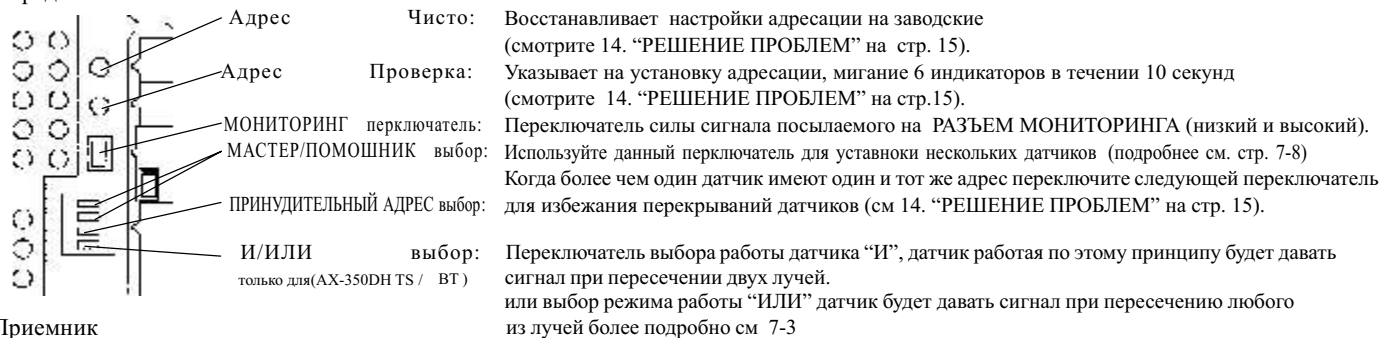 Адрес Чисто: Восстанавливает настройки адресации на заводские
(смотрите 14. “РЕШЕНИЕ ПРОБЛЕМ” на стр. 15).
Адрес Проверка: Указывает на установку адресации, мигание 6 индикаторов в течении 10 секунд
(смотрите 14. “РЕШЕНИЕ ПРОБЛЕМ” на стр.15).
МОНИТОРИНГ перключатель: Переключатель силы сигнала посылаемого на РАЗЪЕМ МОНИТОРИНГА (низкий и высокий).
МАСТЕР/ПОМОШНИК выбор: Используйте данный перключатель для уставноки нескольких датчиков (подробнее см. стр. 7-8)
Когда более чем один датчик имеют один и тот же адрес переключите следующей переключатель
ПРИНУДИТЕЛЬНЫЙ АДРЕС выбор: для избежания перекрываний датчиков (см 14. “РЕШЕНИЕ ПРОБЛЕМ” на стр. 15).
И/ИЛИ выбор: Переключатель выбора работы датчика “И”, датчик работая по этому принципу будет давать
только для(AX-350DH TS / BT ) сигнал при пересечении двух лучей.
или выбор режима работы “ИЛИ” датчик будет давать сигнал при пересечению любого
Приемник из лучей более подробно см 7-3